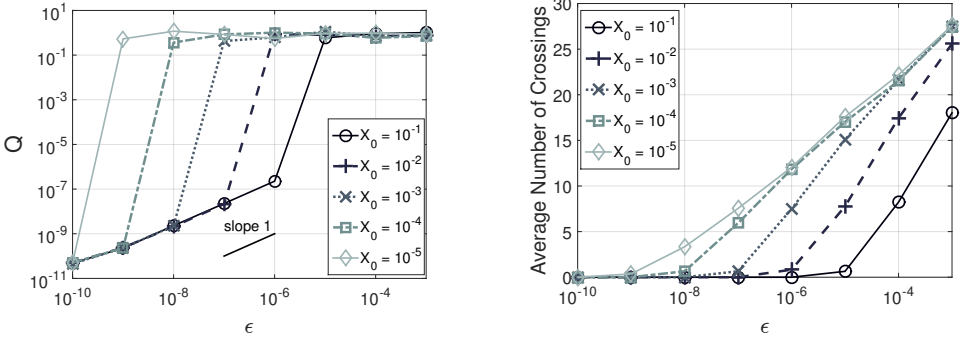 10^1
10^-1
10^-3
10^-5
10^-7
10^-9
10^-11
Q
X_0 = 10^-1
X_0 = 10^-2
X_0 = 10^-3
X_0 = 10^-4
X_0 = 10^-5
slope 1
10^-10
10^-8
10^-6
10^-4
ϵ
30
25
20
15
10
5
0
Average Number of Crossings
X_0 = 10^-1
X_0 = 10^-2
X_0 = 10^-3
X_0 = 10^-4
X_0 = 10^-5
10^-10
10^-8
10^-6
10^-4
ϵ